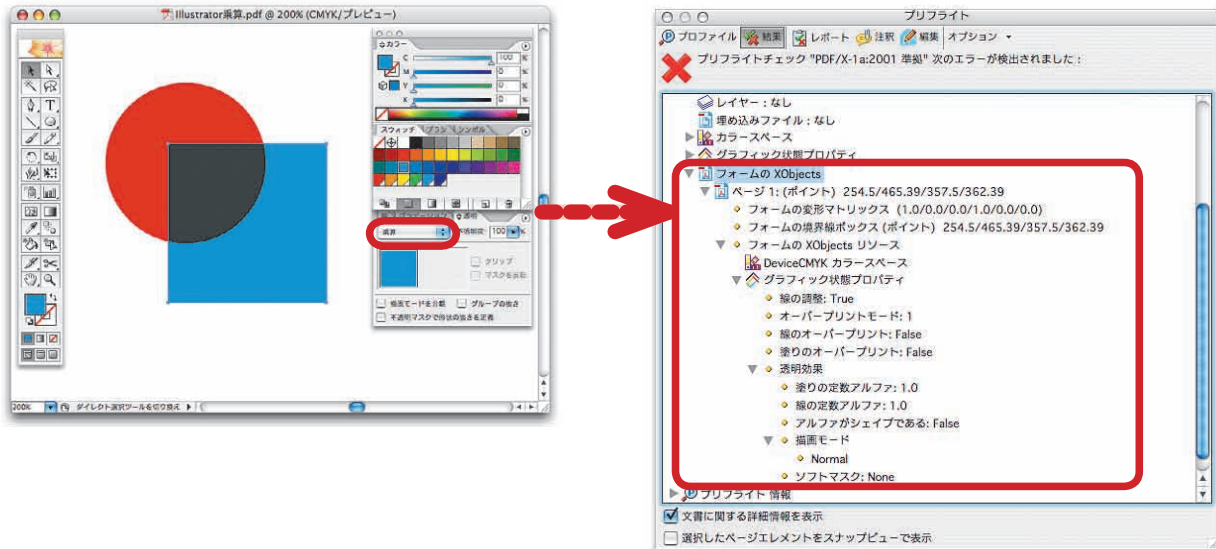 Illustrator乗算.pdf @ 200% (CMYK/プレビュー)
カラー
C 100 %
M 0 %
Y 0 %
K 0 %
スウォッチ ブラシ シンボル
透明
乗算 不透明度: 100 %
クリップ
マスクを反転
描画モードを分離 グループの抜き
不透明マスクで形状の抜きを定義
200% ダイレクト選択ツールを切り換え
プリフライト
プロファイル 結果 レポート 注釈 編集 オプション
プリフライトチェック "PDF/X-1a:2001 準拠" 次のエラーが検出されました :
レイヤー : なし
埋め込みファイル : なし
カラースペース
グラフィック状態プロパティ
フォームの XObjects
ページ 1: (ポイント) 254.5/465.39/357.5/362.39
フォームの変形マトリックス (1.0/0.0/0.0/1.0/0.0/0.0)
フォームの境界線ボックス (ポイント) 254.5/465.39/357.5/362.39
フォームの XObjects リソース
DeviceCMYK カラースペース
グラフィック状態プロパティ
線の調整: True
オーバープリントモード: 1
線のオーバープリント: False
塗りのオーバープリント: False
透明効果
塗りの定数アルファ: 1.0
線の定数アルファ: 1.0
アルファがシェイプである: False
描画モード
Normal
ソフトマスク: None
プリフライト 情報
文書に関する詳細情報を表示
選択したページエレメントをスナップビューで表示